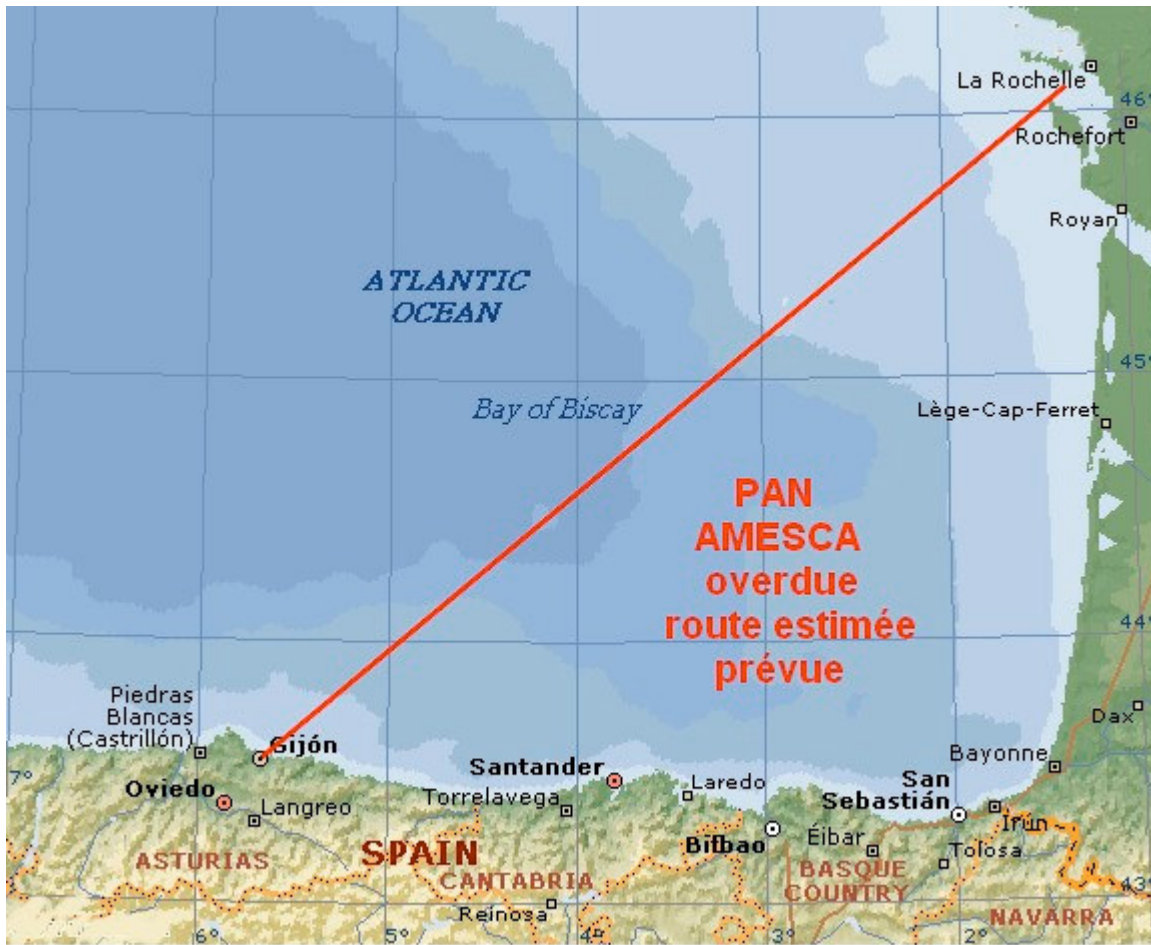 La Rochelle
46°
Rochefort
Royan
ATLANTIC
OCEAN
45°
Bay of Biscay
Lège-Cap-Ferret
PAN
AMESCA
overdue
route estimée
prévue
44°
Piedras
Blancas
(Castrillón)
Gijón
Dax
Bayonne
Santander
Laredo
San
Sebastián
7°
Oviedo
Langreo
Torrelavega
Irún
Bilbao
Éibar
Tolosa
ASTURIAS
SPAIN
CANTABRIA
BASQUE
COUNTRY
43°
Reinosa
NAVARRA
6°
5°
4°
3°
2°